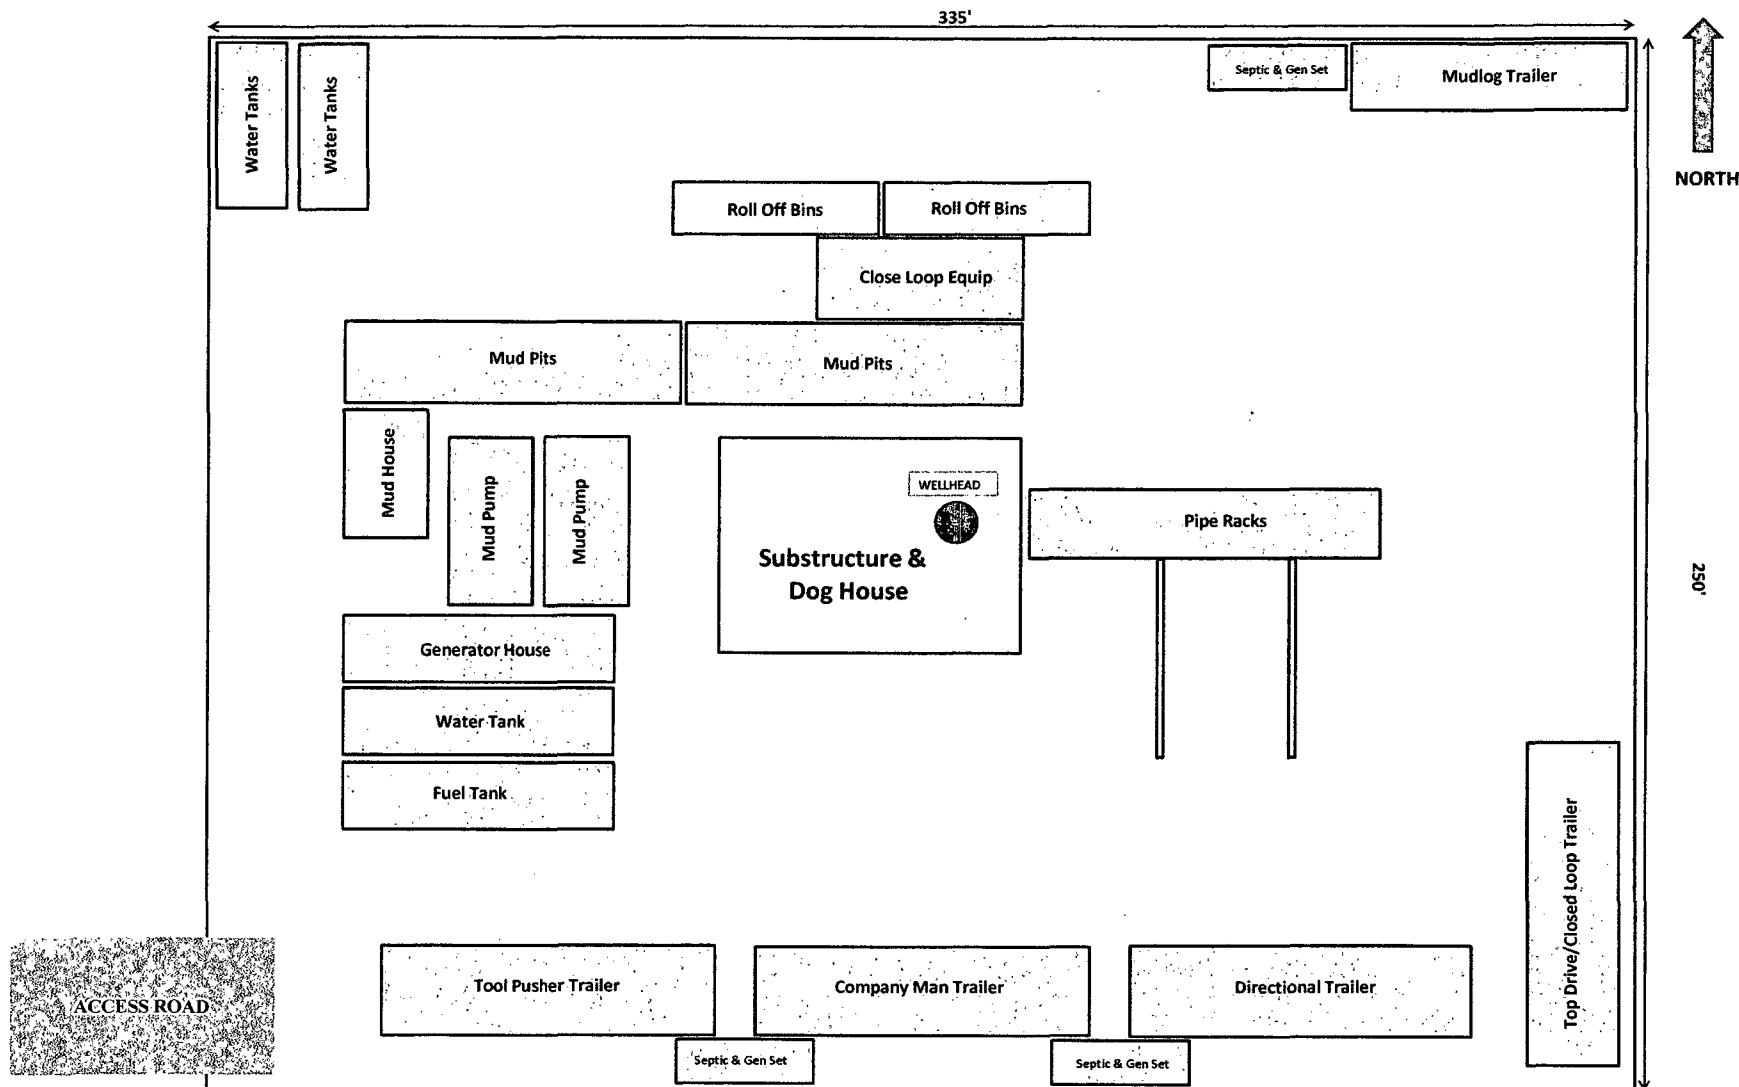 335'
Water Tanks
Water Tanks
Septic & Gen Set
Mudlog Trailer
NORTH
Roll Off Bins
Roll Off Bins
Close Loop Equip
Mud Pits
Mud Pits
Mud House
Mud Pump
Mud Pump
WELLHEAD
Substructure &
Dog House
Pipe Racks
250'
Generator House
Water Tank
Fuel Tank
Top Drive/Closed Loop Trailer
ACCESS ROAD
Tool Pusher Trailer
Company Man Trailer
Directional Trailer
Septic & Gen Set
Septic & Gen Set